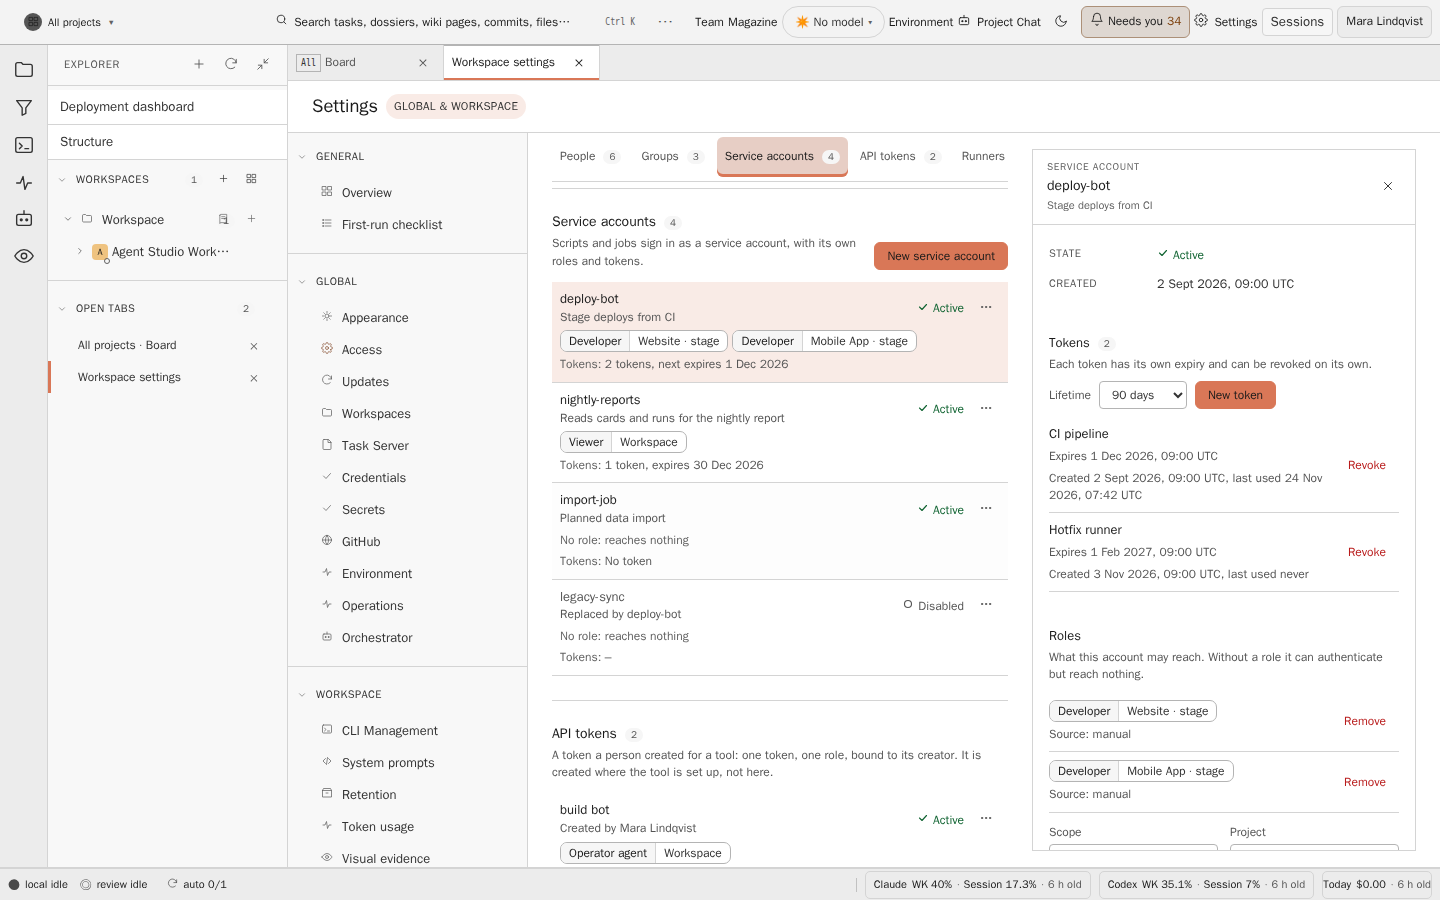 All projects
Search tasks, dossiers, wiki pages, commits, files···
Ctrl K
Team Magazine
No model
Environment
Project Chat
Needs you 34
Settings
Sessions
Mara Lindqvist
EXPLORER
Deployment dashboard
Structure
WORKSPACES 1
Workspace 1
A Agent Studio Work···
OPEN TABS 2
All projects · Board
Workspace settings
All Board
Workspace settings
Settings GLOBAL & WORKSPACE
GENERAL
Overview
First-run checklist
GLOBAL
Appearance
Access
Updates
Workspaces
Task Server
Credentials
Secrets
GitHub
Environment
Operations
Orchestrator
WORKSPACE
CLI Management
System prompts
Retention
Token usage
Visual evidence
People 6
Groups 3
Service accounts 4
API tokens 2
Runners
Service accounts 4
Scripts and jobs sign in as a service account, with its own
roles and tokens.
New service account
deploy-bot
Stage deploys from CI
Active
Developer Website · stage
Developer Mobile App · stage
Tokens: 2 tokens, next expires 1 Dec 2026
nightly-reports
Reads cards and runs for the nightly report
Active
Viewer Workspace
Tokens: 1 token, expires 30 Dec 2026
import-job
Planned data import
Active
No role: reaches nothing
Tokens: No token
legacy-sync
Replaced by deploy-bot
Disabled
No role: reaches nothing
Tokens: –
API tokens 2
A token a person created for a tool: one token, one role, bound to its creator. It is
created where the tool is set up, not here.
build bot
Created by Mara Lindqvist
Active
Operator agent Workspace
SERVICE ACCOUNT
deploy-bot
Stage deploys from CI
STATE Active
CREATED 2 Sept 2026, 09:00 UTC
Tokens 2
Each token has its own expiry and can be revoked on its own.
Lifetime 90 days New token
CI pipeline
Expires 1 Dec 2026, 09:00 UTC
Created 2 Sept 2026, 09:00 UTC, last used 24 Nov
2026, 07:42 UTC
Revoke
Hotfix runner
Expires 1 Feb 2027, 09:00 UTC
Created 3 Nov 2026, 09:00 UTC, last used never
Revoke
Roles
What this account may reach. Without a role it can authenticate
but reach nothing.
Developer Website · stage
Source: manual
Remove
Developer Mobile App · stage
Source: manual
Remove
Scope Project
local idle
review idle
auto 0/1
Claude WK 40% · Session 17.3% · 6 h old
Codex WK 35.1% · Session 7% · 6 h old
Today $0.00 · 6 h old